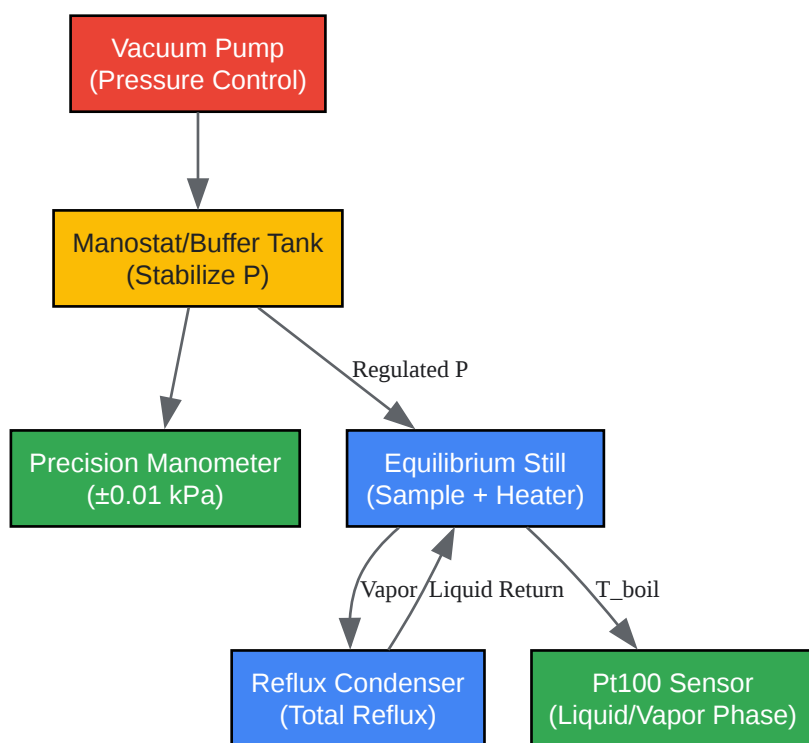 Vacuum Pump
(Pressure Control)
Manostat/Buffer Tank
(Stabilize P)
Regulated P
Precision Manometer
(±0.01 kPa)
Equilibrium Still
(Sample + Heater)
Vapor
Liquid Return
T_boil
Reflux Condenser
(Total Reflux)
Pt100 Sensor
(Liquid/Vapor Phase)